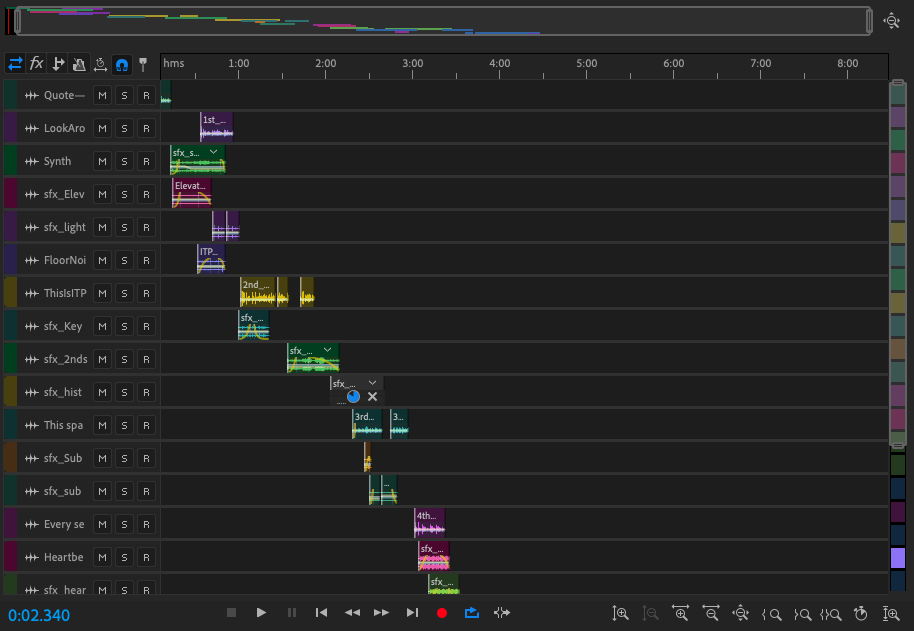 fx hms 1:00 2:00 3:00 4:00 5:00 6:00 7:00 8:00
Quote— M S R
LookAro M S R 1st_...
Synth M S R sfx_s...
sfx_Elev M S R Elevat...
sfx_light M S R
FloorNoi M S R ITP...
ThisIsITP M S R 2nd_...
sfx_Key M S R sfx_...
sfx_2nds M S R sfx_...
sfx_hist M S R sfx_...
This spa M S R 3rd... 3...
sfx_Sub M S R
sfx_sub M S R ...
Every se M S R 4th...
Heartbe M S R sfx_...
sfx_hear M S R sfx_...
0:02.340